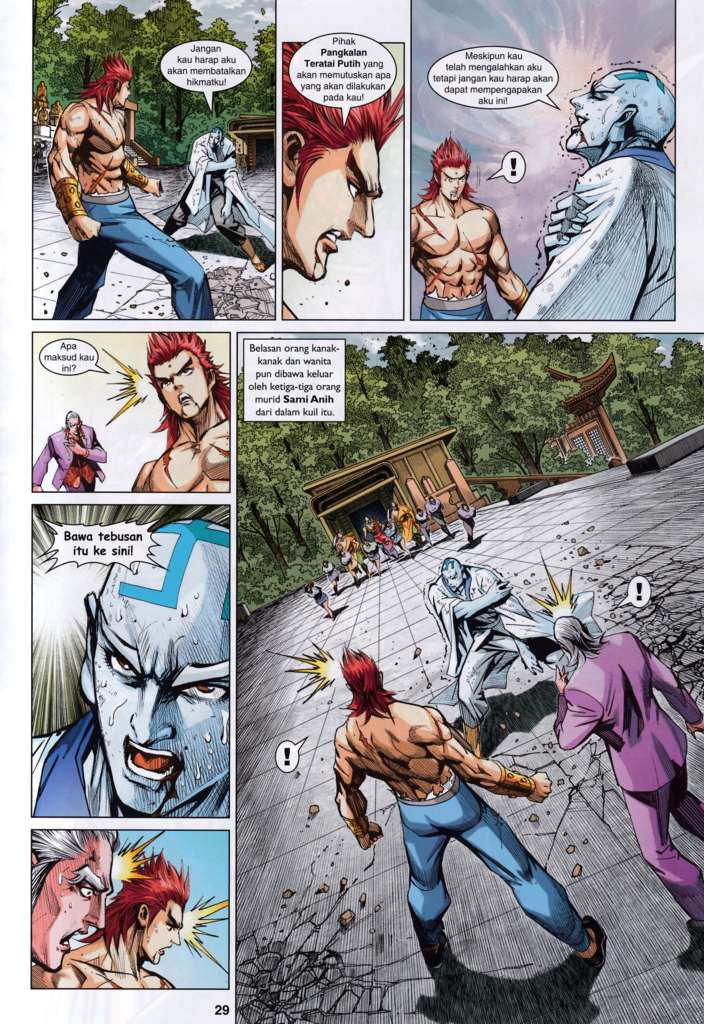 Jangan
kau harap aku
akan membatalkan
hikmatku!
Pihak
Pangkalan
Teratai Putih yang
akan memutuskan apa
yang akan dilakukan
pada kau!
Meskipun kau
telah mengalahkan aku
tetapi jangan kau harap akan
dapat mempengapakan
aku ini!
!
Apa
maksud kau
ini?
Belasan orang kanak-
kanak dan wanita
pun dibawa keluar
oleh ketiga-tiga orang
murid Sami Anih
dari dalam kuil itu.
Bawa tebusan
itu ke sini!
!
!
29